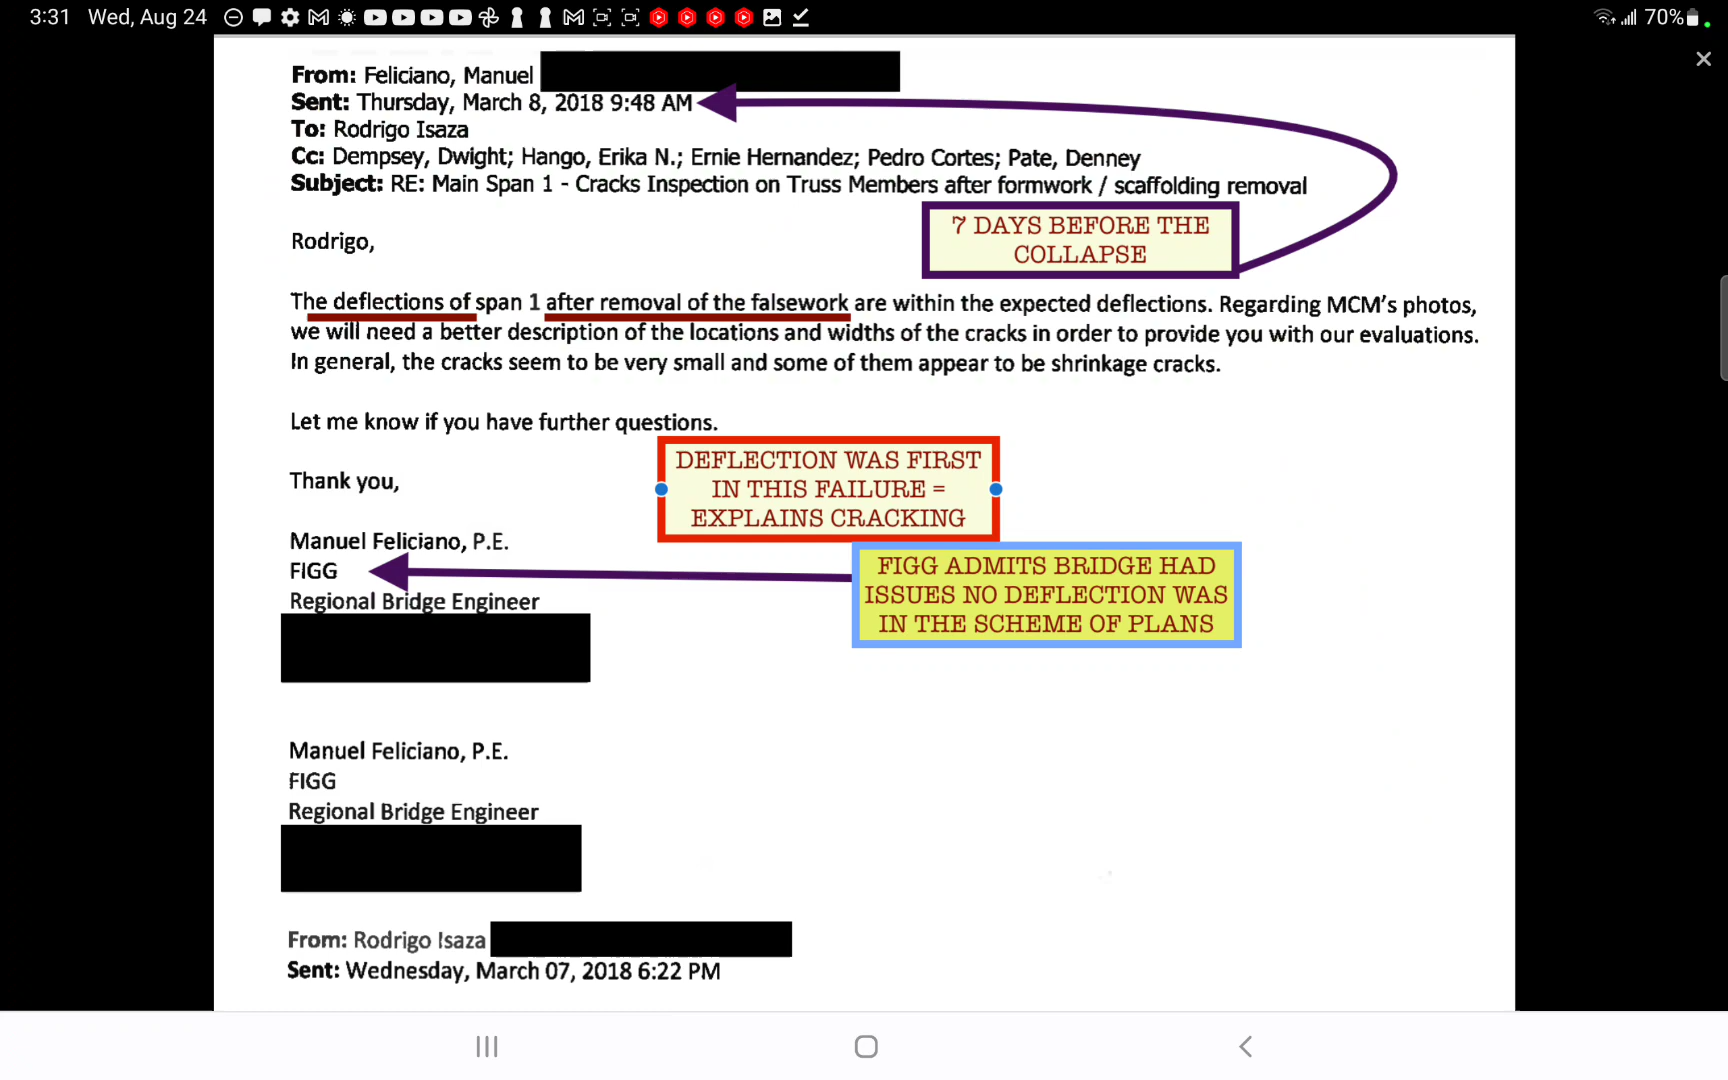 3:31 Wed, Aug 24
70%
From: Feliciano, Manuel
Sent: Thursday, March 8, 2018 9:48 AM
To: Rodrigo Isaza
Cc: Dempsey, Dwight; Hango, Erika N.; Ernie Hernandez; Pedro Cortes; Pate, Denney
Subject: RE: Main Span 1 - Cracks Inspection on Truss Members after formwork / scaffolding removal
7 DAYS BEFORE THE
COLLAPSE
Rodrigo,
The deflections of span 1 after removal of the falsework are within the expected deflections. Regarding MCM's photos,
we will need a better description of the locations and widths of the cracks in order to provide you with our evaluations.
In general, the cracks seem to be very small and some of them appear to be shrinkage cracks.
Let me know if you have further questions.
DEFLECTION WAS FIRST
IN THIS FAILURE =
EXPLAINS CRACKING
Thank you,
Manuel Feliciano, P.E.
FIGG
Regional Bridge Engineer
FIGG ADMITS BRIDGE HAD
ISSUES NO DEFLECTION WAS
IN THE SCHEME OF PLANS
Manuel Feliciano, P.E.
FIGG
Regional Bridge Engineer
From: Rodrigo Isaza
Sent: Wednesday, March 07, 2018 6:22 PM